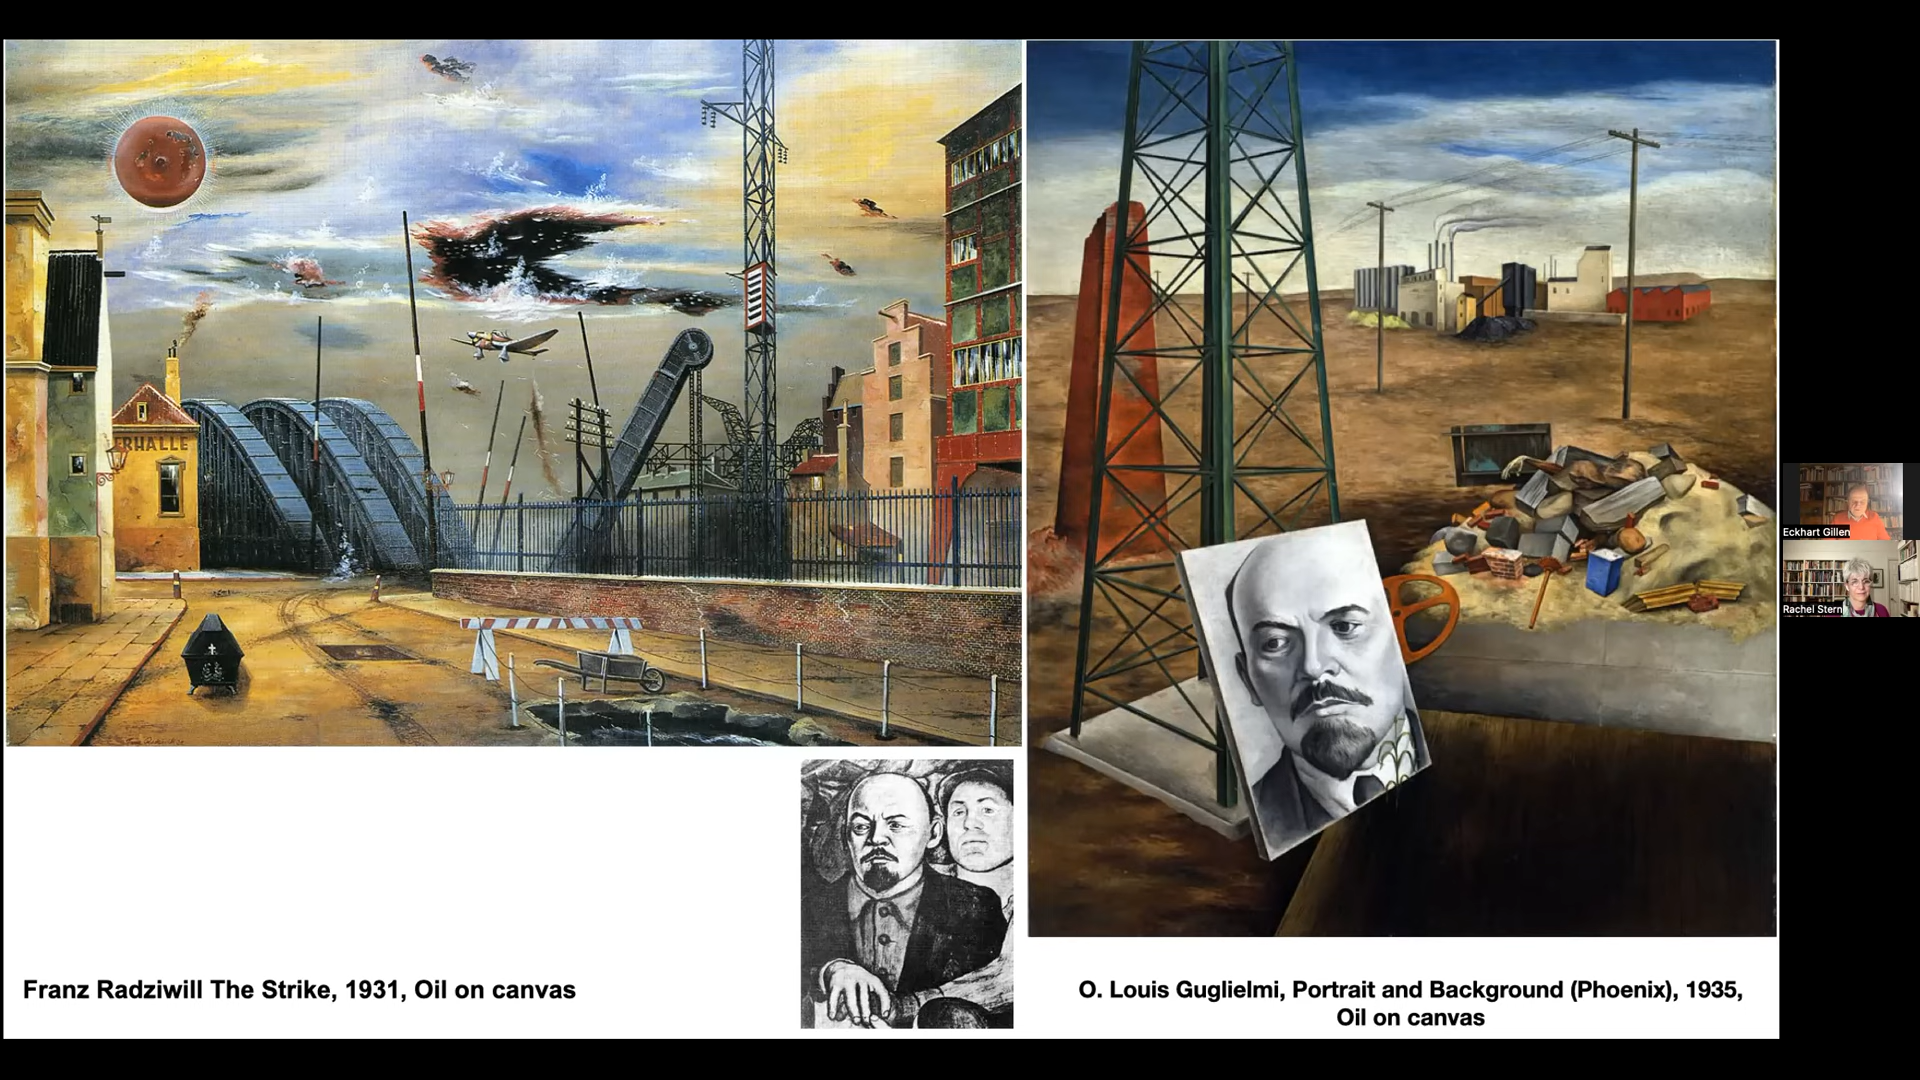 RHALLE
Franz Radziwill The Strike, 1931, Oil on canvas
O. Louis Guglielmi, Portrait and Background (Phoenix), 1935,
Oil on canvas
Eckhart Gillen
Rachel Stern